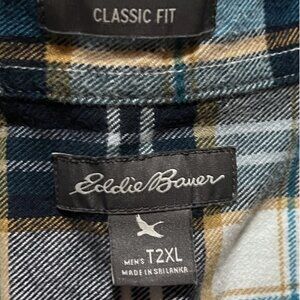 CLASSIC FIT
Eddie Bauer
MEN'S T2XL
MADE IN SRI LANKA